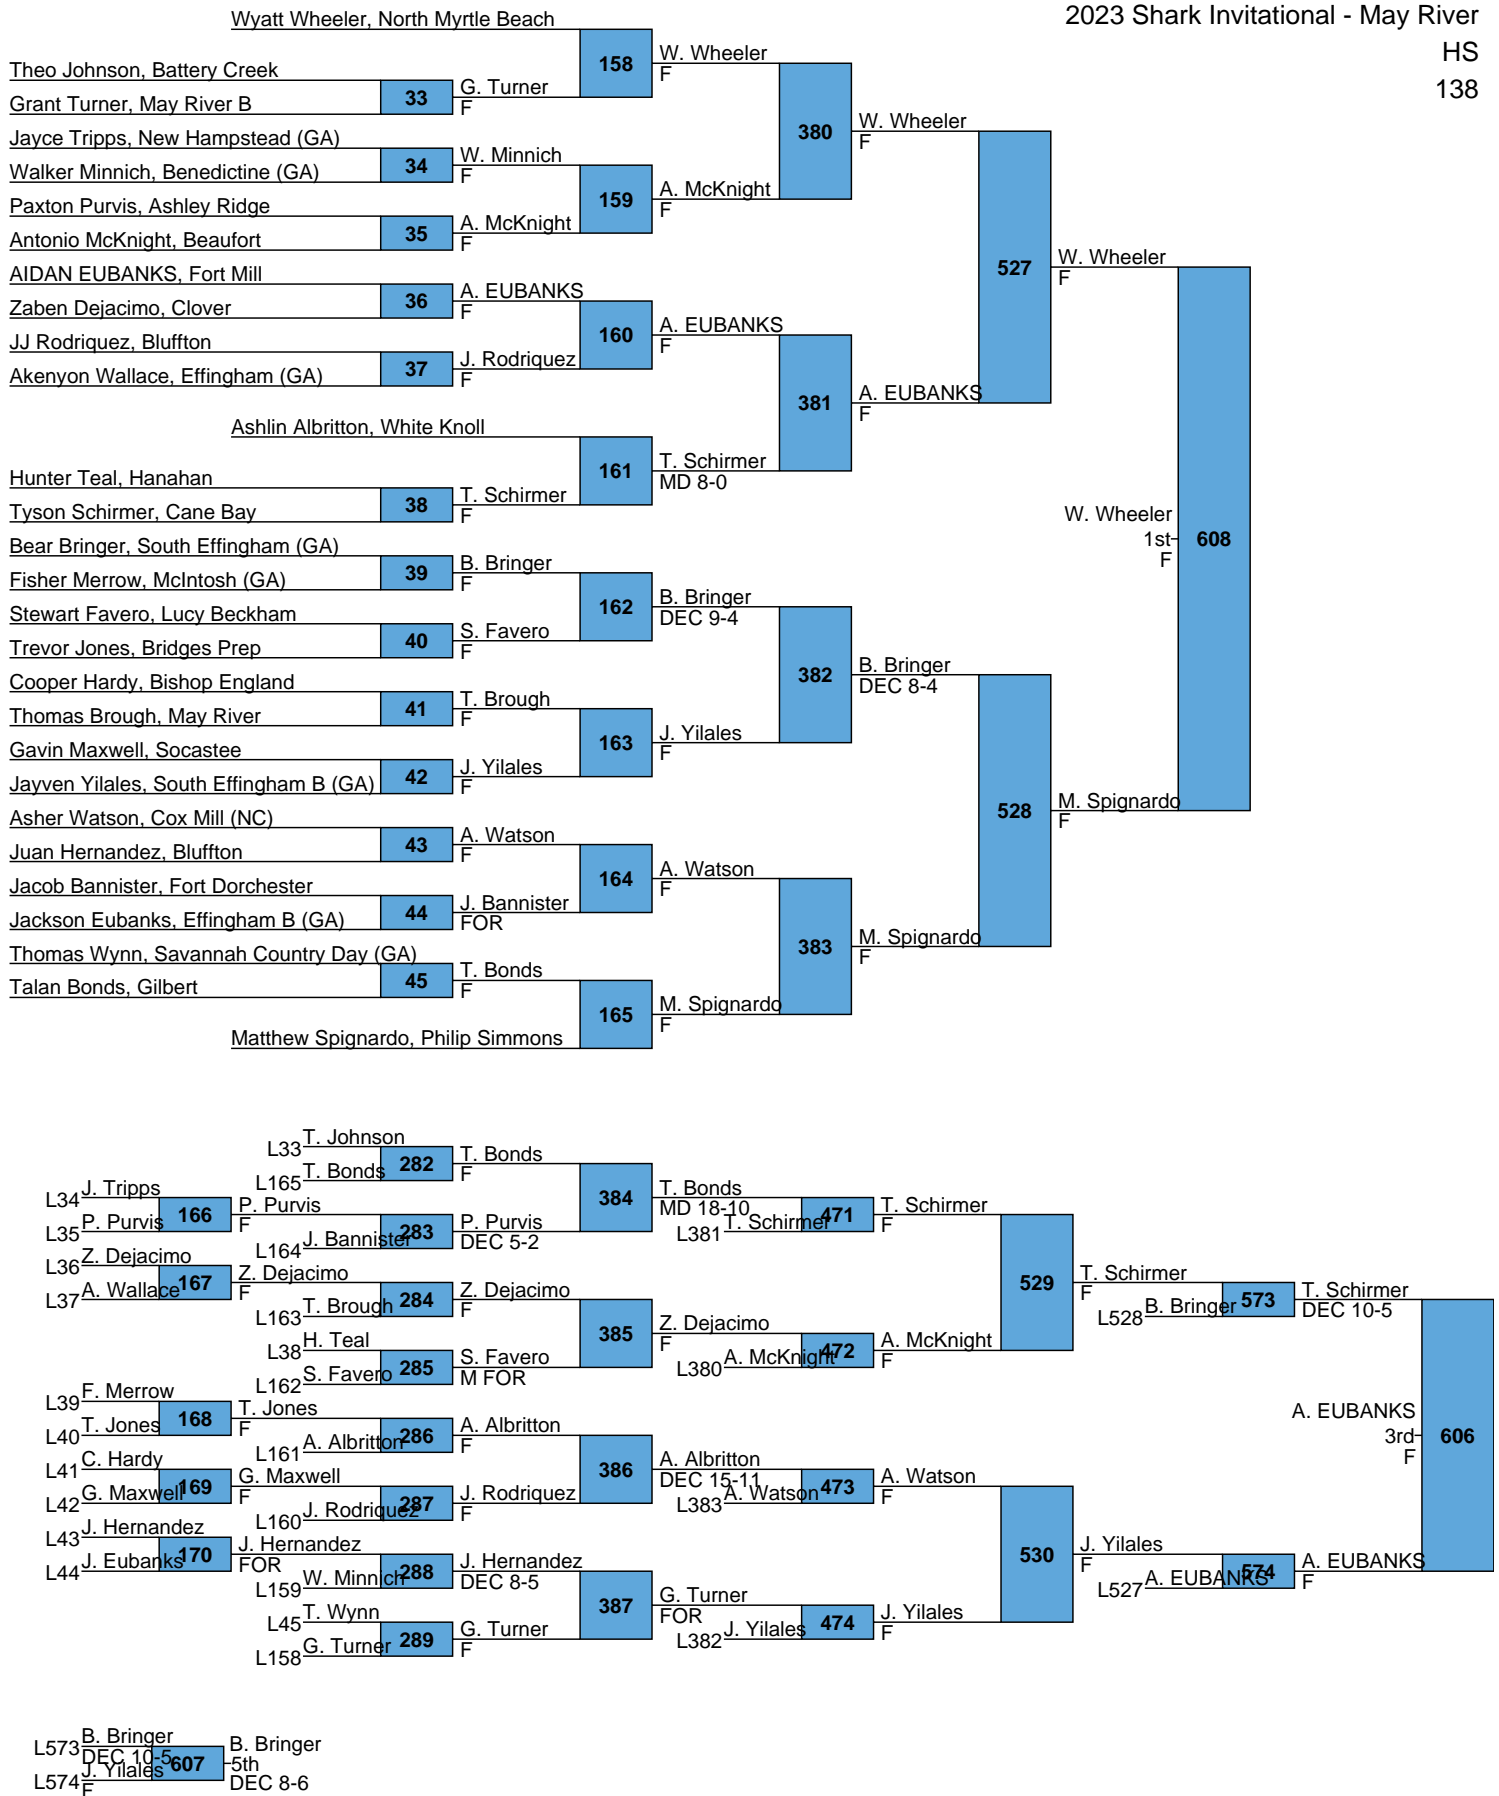 2023 Shark Invitational - May River
HS
138
Wyatt Wheeler, North Myrtle Beach
Theo Johnson, Battery Creek
Grant Turner, May River B
Jayce Tripps, New Hampstead (GA)
Walker Minnich, Benedictine (GA)
Paxton Purvis, Ashley Ridge
Antonio McKnight, Beaufort
AIDAN EUBANKS, Fort Mill
Zaben Dejacimo, Clover
JJ Rodriquez, Bluffton
Akenyon Wallace, Effingham (GA)
Ashlin Albritton, White Knoll
Hunter Teal, Hanahan
Tyson Schirmer, Cane Bay
Bear Bringer, South Effingham (GA)
Fisher Merrow, McIntosh (GA)
Stewart Favero, Lucy Beckham
Trevor Jones, Bridges Prep
Cooper Hardy, Bishop England
Thomas Brough, May River
Gavin Maxwell, Socastee
Jayven Yilales, South Effingham B (GA)
Asher Watson, Cox Mill (NC)
Juan Hernandez, Bluffton
Jacob Bannister, Fort Dorchester
Jackson Eubanks, Effingham B (GA)
Thomas Wynn, Savannah Country Day (GA)
Talan Bonds, Gilbert
Matthew Spignardo, Philip Simmons
33
G. Turner
F
34
W. Minnich
F
35
A. McKnight
F
36
A. EUBANKS
F
37
J. Rodriquez
F
38
T. Schirmer
F
39
B. Bringer
F
40
S. Favero
F
41
T. Brough
F
42
J. Yilales
F
43
A. Watson
F
44
J. Bannister
FOR
45
T. Bonds
F
158
W. Wheeler
F
159
A. McKnight
F
160
A. EUBANKS
F
161
T. Schirmer
MD 8-0
162
B. Bringer
DEC 9-4
163
J. Yilales
F
164
A. Watson
F
165
M. Spignardo
F
380
W. Wheeler
F
381
A. EUBANKS
F
382
B. Bringer
DEC 8-4
383
M. Spignardo
F
527
W. Wheeler
F
528
M. Spignardo
F
W. Wheeler
1st
F
608
L34
J. Tripps
L35
P. Purvis
166
P. Purvis
F
L36
Z. Dejacimo
L37
A. Wallace
167
Z. Dejacimo
F
L39
F. Merrow
L40
T. Jones
168
T. Jones
F
L41
C. Hardy
L42
G. Maxwell
169
G. Maxwell
F
L43
J. Hernandez
L44
J. Eubanks
170
J. Hernandez
FOR
L33
T. Johnson
L165
T. Bonds
282
T. Bonds
F
L164
J. Bannister
283
P. Purvis
DEC 5-2
L163
T. Brough
284
Z. Dejacimo
F
L38
H. Teal
L162
S. Favero
285
S. Favero
M FOR
L161
A. Albritton
286
A. Albritton
F
L160
J. Rodriquez
287
J. Rodriquez
F
L159
W. Minnich
288
J. Hernandez
DEC 8-5
L45
T. Wynn
L158
G. Turner
289
G. Turner
F
384
T. Bonds
MD 18-10
385
Z. Dejacimo
F
386
A. Albritton
DEC 15-11
387
G. Turner
FOR
L381
T. Schirmer
471
T. Schirmer
F
L380
A. McKnight
472
A. McKnight
F
L383
A. Watson
473
A. Watson
F
L382
J. Yilales
474
J. Yilales
F
529
T. Schirmer
F
530
J. Yilales
F
L528
B. Bringer
573
T. Schirmer
DEC 10-5
L527
A. EUBANKS
574
A. EUBANKS
F
A. EUBANKS
3rd
F
606
L573
B. Bringer
DEC 10-5
L574
J. Yilales
F
607
B. Bringer
5th
DEC 8-6